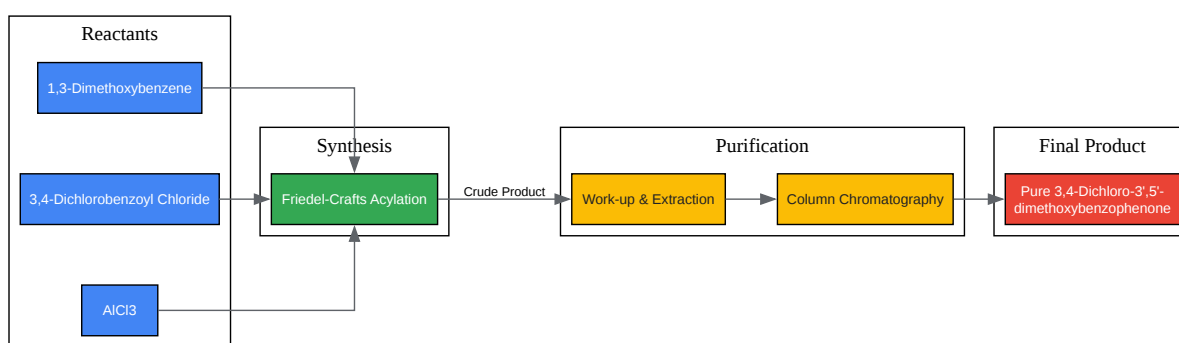 Reactants
1,3-Dimethoxybenzene
3,4-Dichlorobenzoyl Chloride
AlCl3
Synthesis
Friedel-Crafts Acylation
Crude Product
Purification
Work-up & Extraction
Column Chromatography
Final Product
Pure 3,4-Dichloro-3',5'-
dimethoxybenzophenone